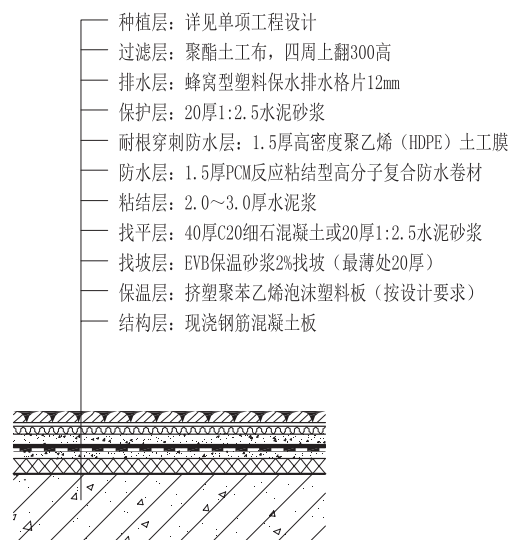 种植层：详见单项工程设计
过滤层：聚酯土工布，四周上翻300高
排水层：蜂窝型塑料保水排水格片12mm
保护层：20厚1:2.5水泥砂浆
耐根穿刺防水层：1.5厚高密度聚乙烯（HDPE）土工膜
防水层：1.5厚PCM反应粘结型高分子复合防水卷材
粘结层：2.0～3.0厚水泥浆
找平层：40厚C20细石混凝土或20厚1:2.5水泥砂浆
找坡层：EVB保温砂浆2%找坡（最薄处20厚）
保温层：挤塑聚苯乙烯泡沫塑料板（按设计要求）
结构层：现浇钢筋混凝土板